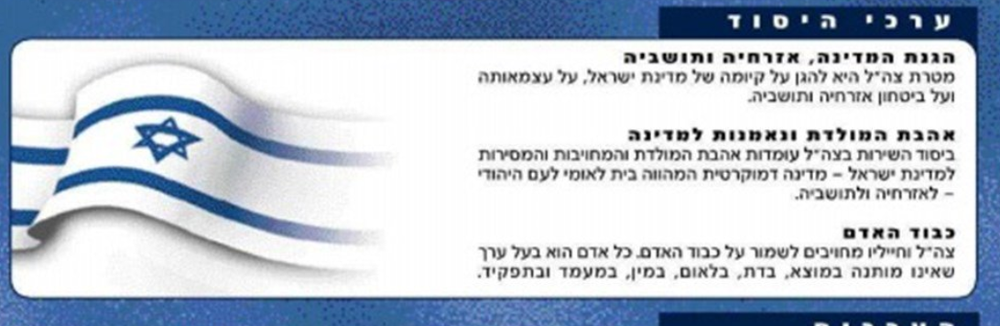 ערכי היסוד
הגנת המדינה, אזרחיה ותושביה
מטרת צה"ל היא להגן על קיומה של מדינת ישראל, על עצמאותה
ועל ביטחון אזרחיה ותושביה.
אהבת המולדת ונאמנות למדינה
ביסוד השירות בצה"ל עומדות אהבת המולדת והמחויבות והמסירות
למדינת ישראל – מדינה דמוקרטית המהווה בית לאומי לעם היהודי
– לאזרחיה ולתושביה.
כבוד האדם
צה"ל וחייליו מחויבים לשמור על כבוד האדם. כל אדם הוא בעל ערך
שאינו מותנה במוצא, בדת, בלאום, במין, במעמד ובתפקיד.